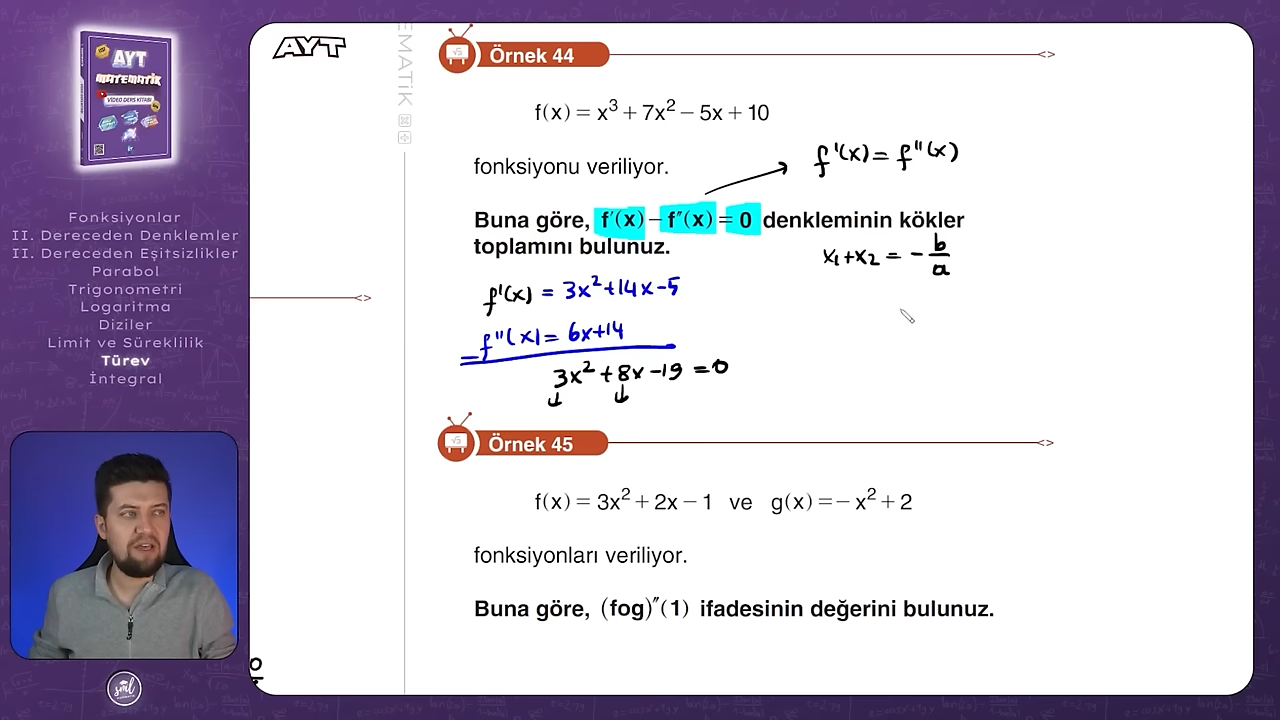 AYT
MATEMATİK
VİDEO DERS KİTABI
Fonksiyonlar
II. Dereceden Denklemler
II. Dereceden Eşitsizlikler
Parabol
Trigonometri
Logaritma
Diziler
Limit ve Süreklilik
Türev
İntegral
AYT
EMATİK
Örnek 44
f(x) = x³ + 7x² − 5x + 10
fonksiyonu veriliyor.
f'(x) = f''(x)
Buna göre, f′(x) − f″(x) = 0 denkleminin kökler
toplamını bulunuz.
x₁+x₂ = − b/a
f'(x) = 3x²+14x−5
− f''(x) = 6x+14
3x² + 8x −19 = 0
Örnek 45
f(x) = 3x² + 2x − 1 ve g(x) = − x² + 2
fonksiyonları veriliyor.
Buna göre, (fog)″(1) ifadesinin değerini bulunuz.
0
sml